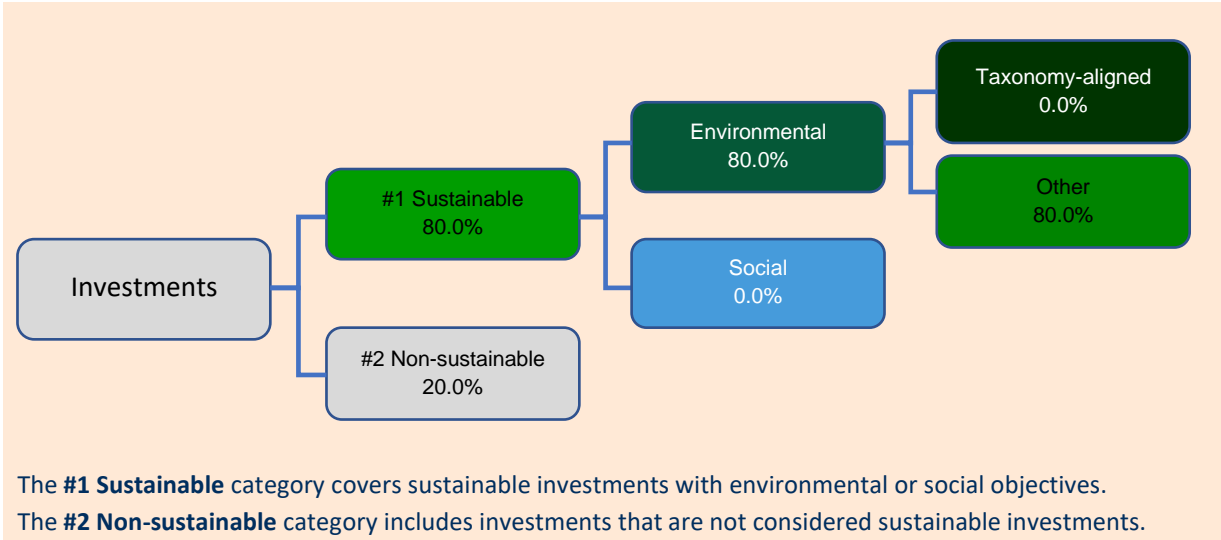 Taxonomy-aligned
0.0%
Environmental
80.0%
Other
80.0%
#1 Sustainable
80.0%
Social
0.0%
Investments
#2 Non-sustainable
20.0%
The #1 Sustainable category covers sustainable investments with environmental or social objectives.
The #2 Non-sustainable category includes investments that are not considered sustainable investments.